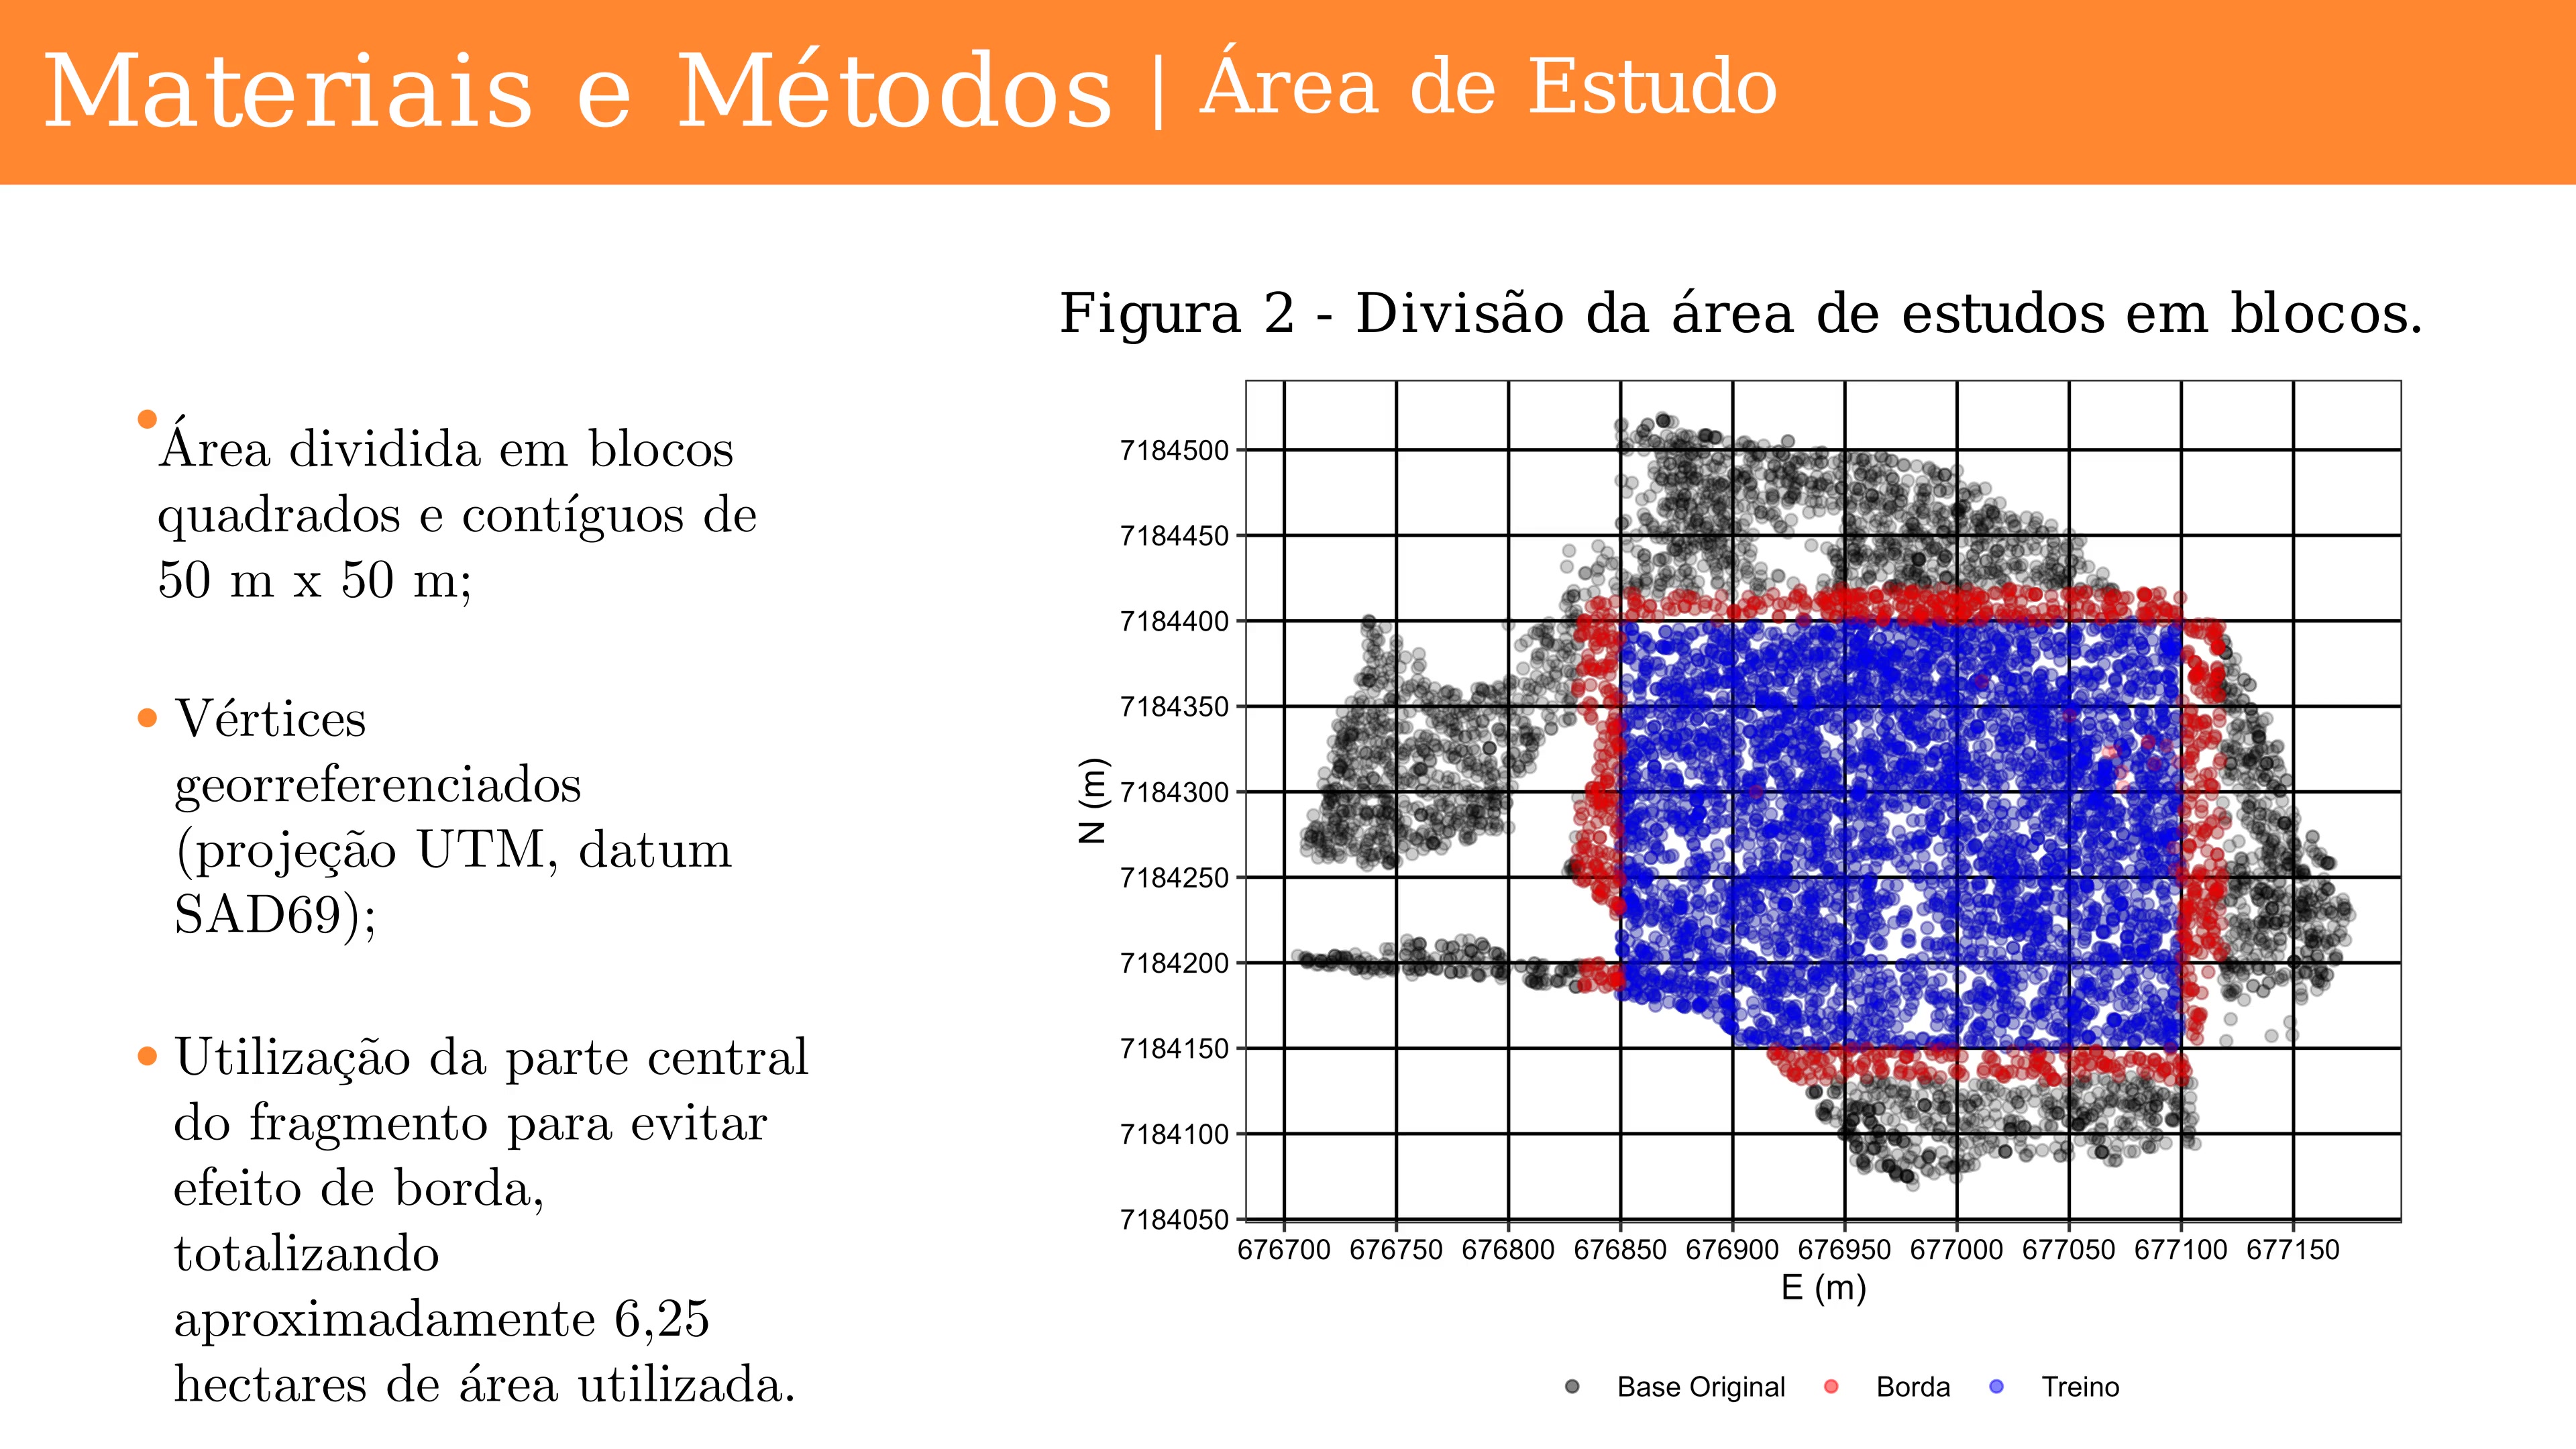 Materiais e Métodos | Área de Estudo
Área dividida em blocos
quadrados e contíguos de
50 m x 50 m;
Vértices
georreferenciados
(projeção UTM, datum
SAD69);
Utilização da parte central
do fragmento para evitar
efeito de borda,
totalizando
aproximadamente 6,25
hectares de área utilizada.
Figura 2 - Divisão da área de estudos em blocos.
N (m)
7184500
7184450
7184400
7184350
7184300
7184250
7184200
7184150
7184100
7184050
676700 676750 676800 676850 676900 676950 677000 677050 677100 677150
E (m)
Base Original Borda Treino